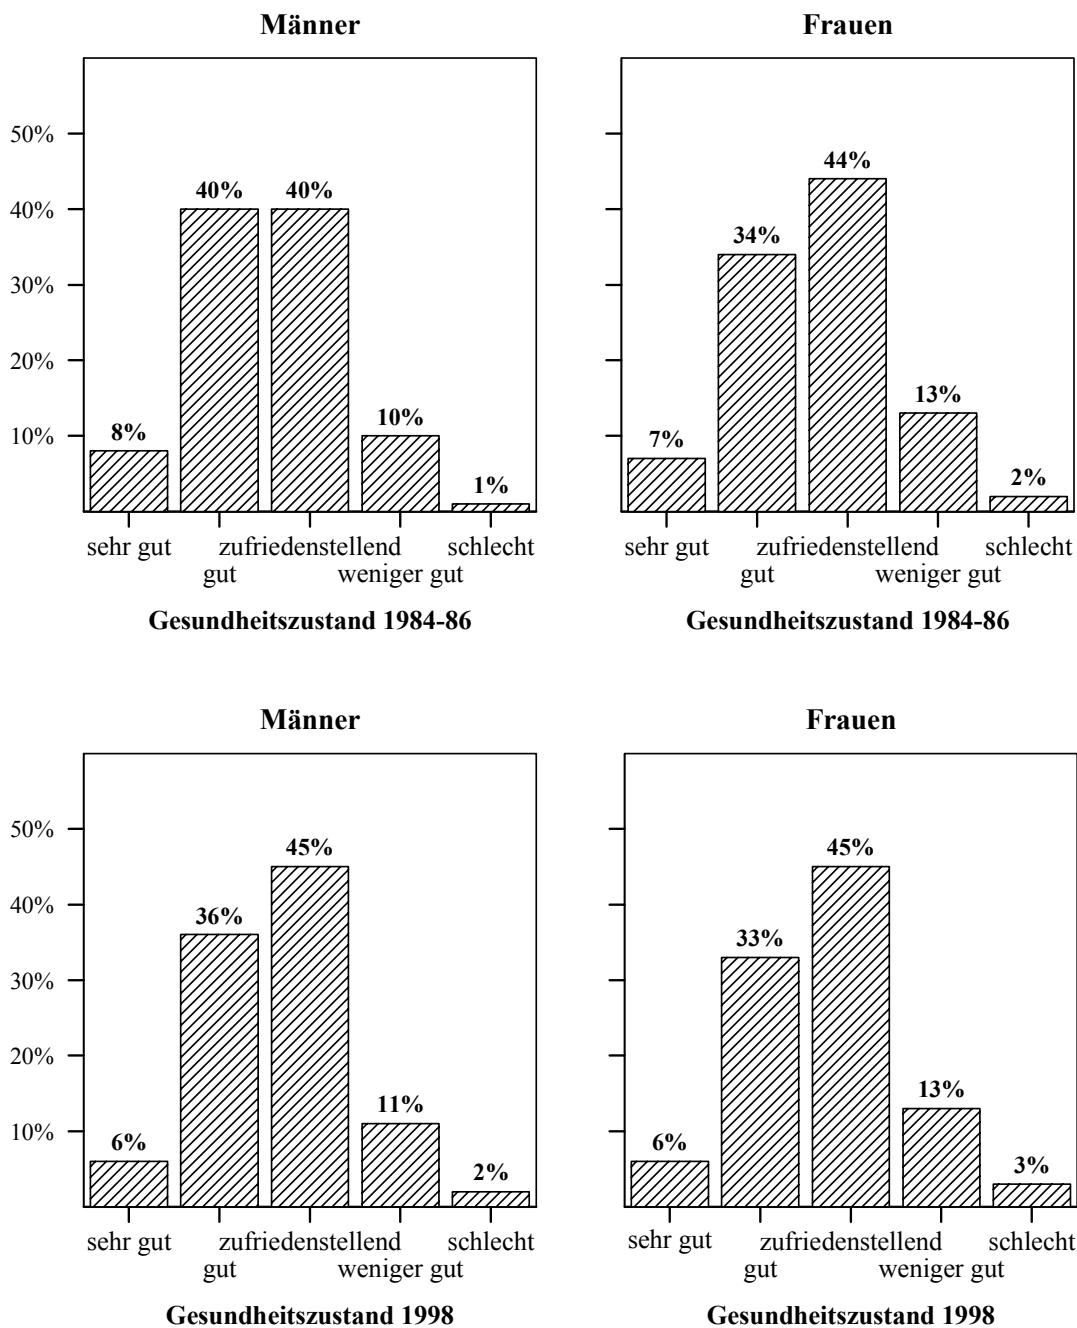 Männer
50%
40%
30%
20%
10%
8%
40%
40%
10%
1%
sehr gut
gut
zufriedenstellend
weniger gut
schlecht
Gesundheitszustand 1984-86
Frauen
7%
34%
44%
13%
2%
sehr gut
gut
zufriedenstellend
weniger gut
schlecht
Gesundheitszustand 1984-86
Männer
50%
40%
30%
20%
10%
6%
36%
45%
11%
2%
sehr gut
gut
zufriedenstellend
weniger gut
schlecht
Gesundheitszustand 1998
Frauen
6%
33%
45%
13%
3%
sehr gut
gut
zufriedenstellend
weniger gut
schlecht
Gesundheitszustand 1998